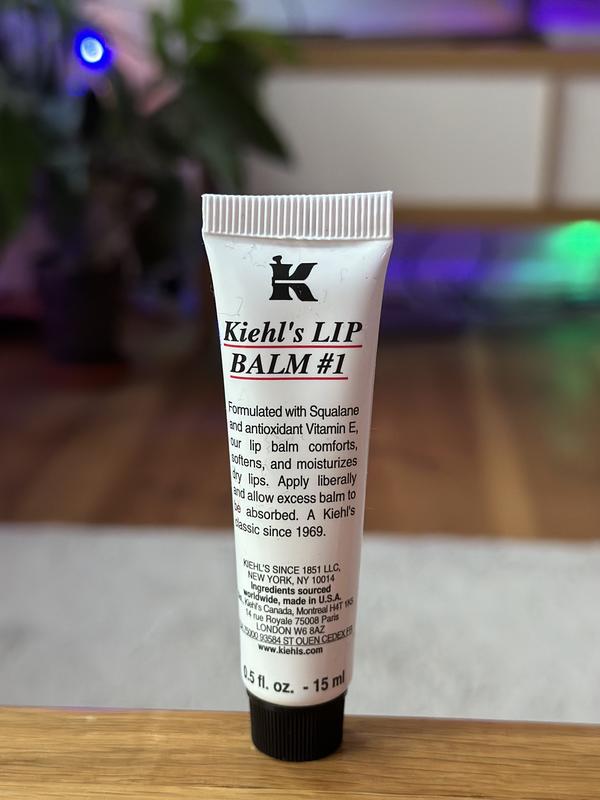 K
Kiehl's LIP
BALM #1
Formulated with Squalane
and antioxidant Vitamin E,
our lip balm comforts,
softens, and moisturizes
dry lips. Apply liberally
and allow excess balm to
be absorbed. A Kiehl's
classic since 1969.
KIEHL'S SINCE 1851 LLC,
NEW YORK, NY 10014
Ingredients sourced
worldwide, made in U.S.A.
Kiehl's Canada, Montreal H4T 1K5
14 rue Royale 75008 Paris
LONDON W6 8AZ
93584 ST OUEN CEDEX FR
www.kiehls.com
0.5 fl. oz. - 15 ml